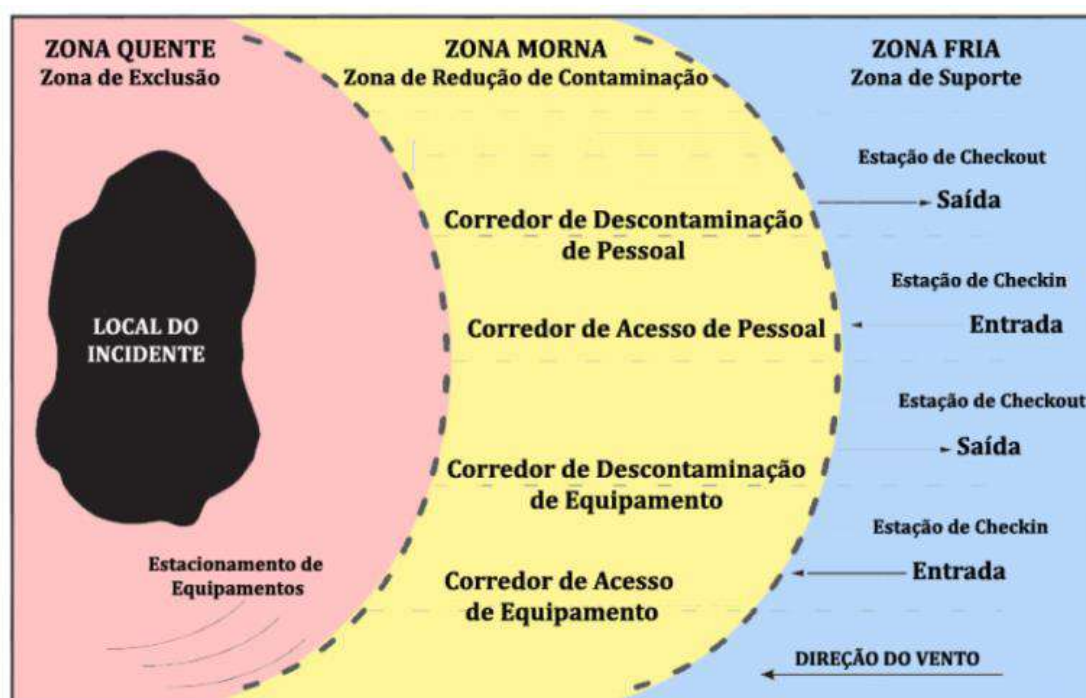 ZONA QUENTE
Zona de Exclusão
ZONA MORNA
Zona de Redução de Contaminação
ZONA FRIA
Zona de Suporte
Estação de Checkout
Saída
Corredor de Descontaminação
de Pessoal
Estação de Checkin
Entrada
Corredor de Acesso de Pessoal
LOCAL DO
INCIDENTE
Estação de Checkout
Saída
Corredor de Descontaminação
de Equipamento
Estação de Checkin
Entrada
Estacionamento de
Equipamentos
Corredor de Acesso
de Equipamento
DIREÇÃO DO VENTO